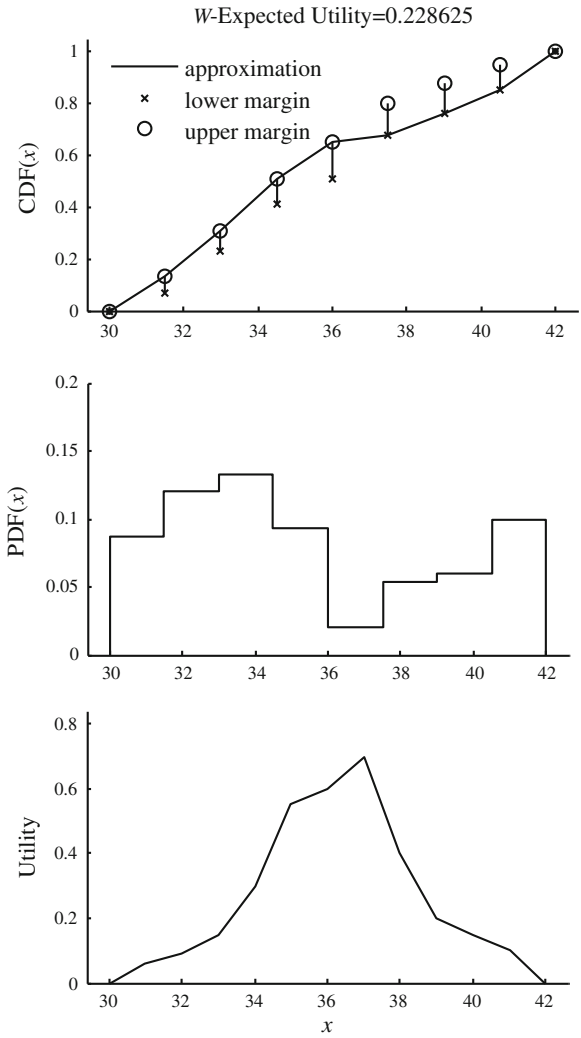 W-Expected Utility=0.228625
1
0.8
0.6
0.4
0.2
0
CDF(x)
approximation
lower margin
upper margin
30 32 34 36 38 40 42
0.2
0.15
0.1
0.05
0
PDF(x)
30 32 34 36 38 40 42
0.8
0.6
0.4
0.2
0
Utility
30 32 34 36 38 40 42
x